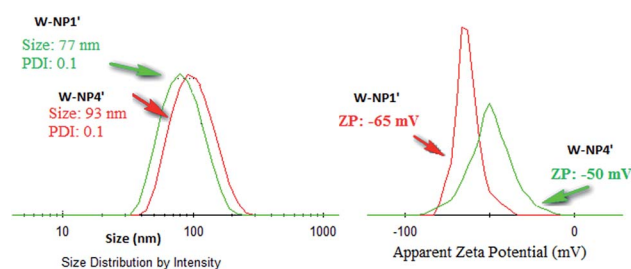 W-NP1'
Size: 77 nm
PDI: 0.1
W-NP4'
Size: 93 nm
PDI: 0.1
10
100
1000
Size (nm)
Size Distribution by Intensity
W-NP1'
ZP: -65 mV
W-NP4'
ZP: -50 mV
-100
0
Apparent Zeta Potential (mV)